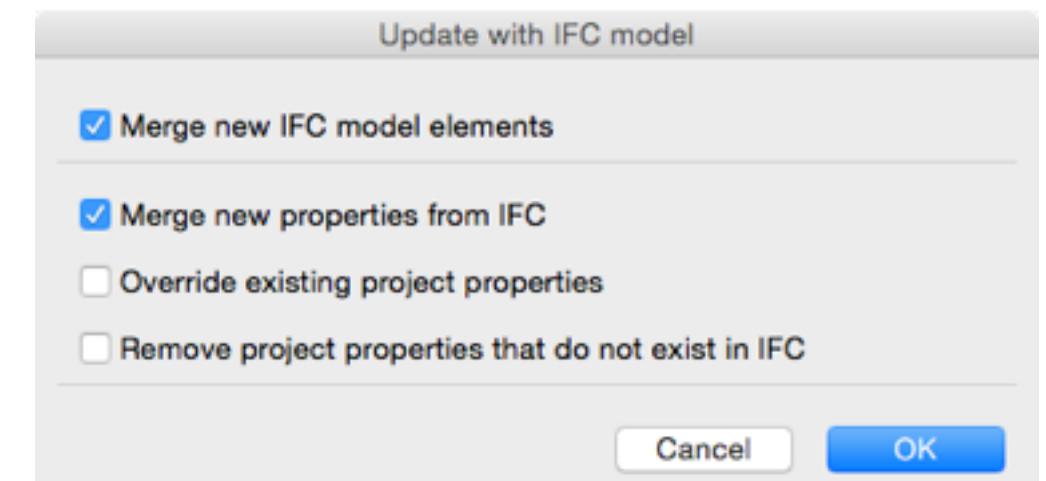 Update with IFC model
Merge new IFC model elements
Merge new properties from IFC
Override existing project properties
Remove project properties that do not exist in IFC
Cancel OK